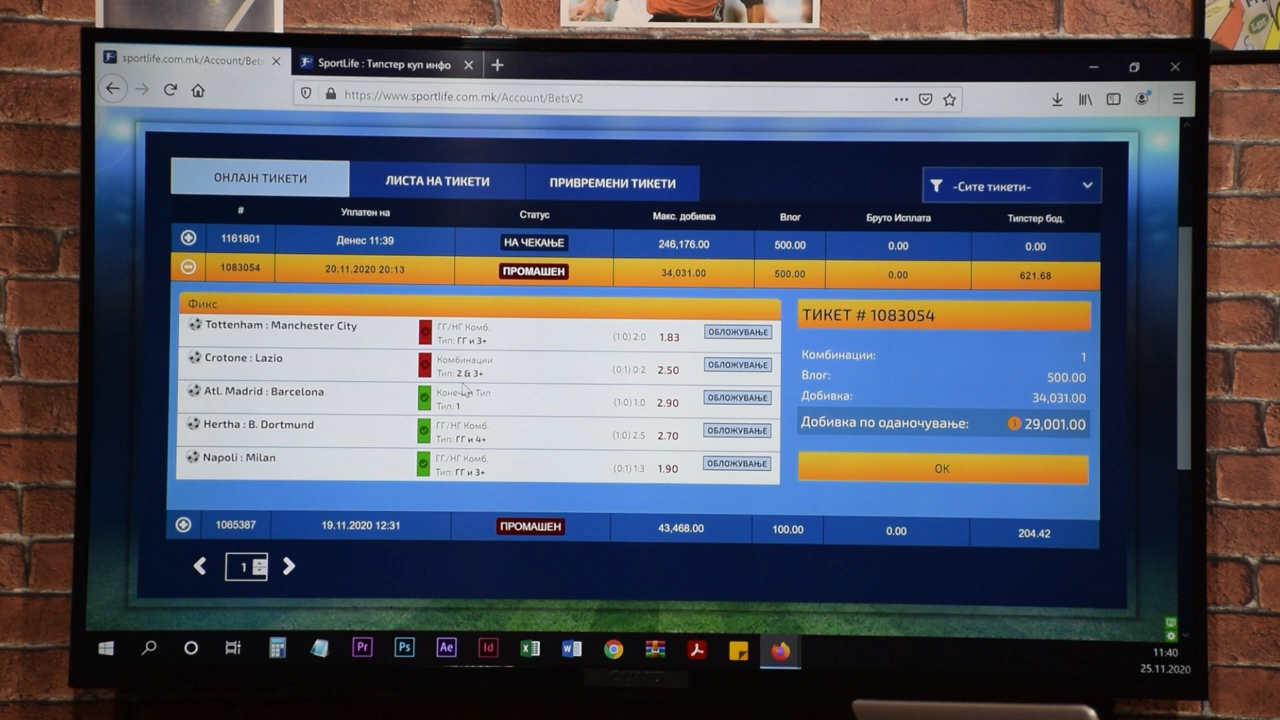 sportlife.com.mk/Account/Bets
SportLife : Типстер куп инфо
https://www.sportlife.com.mk/Account/BetsV2
ОНЛАЈН ТИКЕТИ
ЛИСТА НА ТИКЕТИ
ПРИВРЕМЕНИ ТИКЕТИ
-Сите тикети-
# Уплатен на Статус Макс. добивка Влог Бруто Исплата Типстер бод.
1161801 Денес 11:39 НА ЧЕКАЊЕ 246,176.00 500.00 0.00 0.00
1083054 20.11.2020 20:13 ПРОМАШЕН 34,031.00 500.00 0.00 621.68
Фикс
Tottenham : Manchester City ГГ/НГ Комб. Тип: ГГ и 3+ (1:0) 2:0 1.83 ОБЛОЖУВАЊЕ
Crotone : Lazio Комбинации Тип: 2 & 3+ (0:1) 0:2 2.50 ОБЛОЖУВАЊЕ
Atl. Madrid : Barcelona Конечен Тип Тип: 1 (1:0) 1:0 2.90 ОБЛОЖУВАЊЕ
Hertha : B. Dortmund ГГ/НГ Комб. Тип: ГГ и 4+ (1:0) 2:5 2.70 ОБЛОЖУВАЊЕ
Napoli : Milan ГГ/НГ Комб. Тип: ГГ и 3+ (0:1) 1:3 1.90 ОБЛОЖУВАЊЕ
ТИКЕТ # 1083054
Комбинации: 1
Влог: 500.00
Добивка: 34,031.00
Добивка по оданочување: 29,001.00
ОК
1065387 19.11.2020 12:31 ПРОМАШЕН 43,468.00 100.00 0.00 204.42
1
Pr Ps Ae Id
11:40
25.11.2020